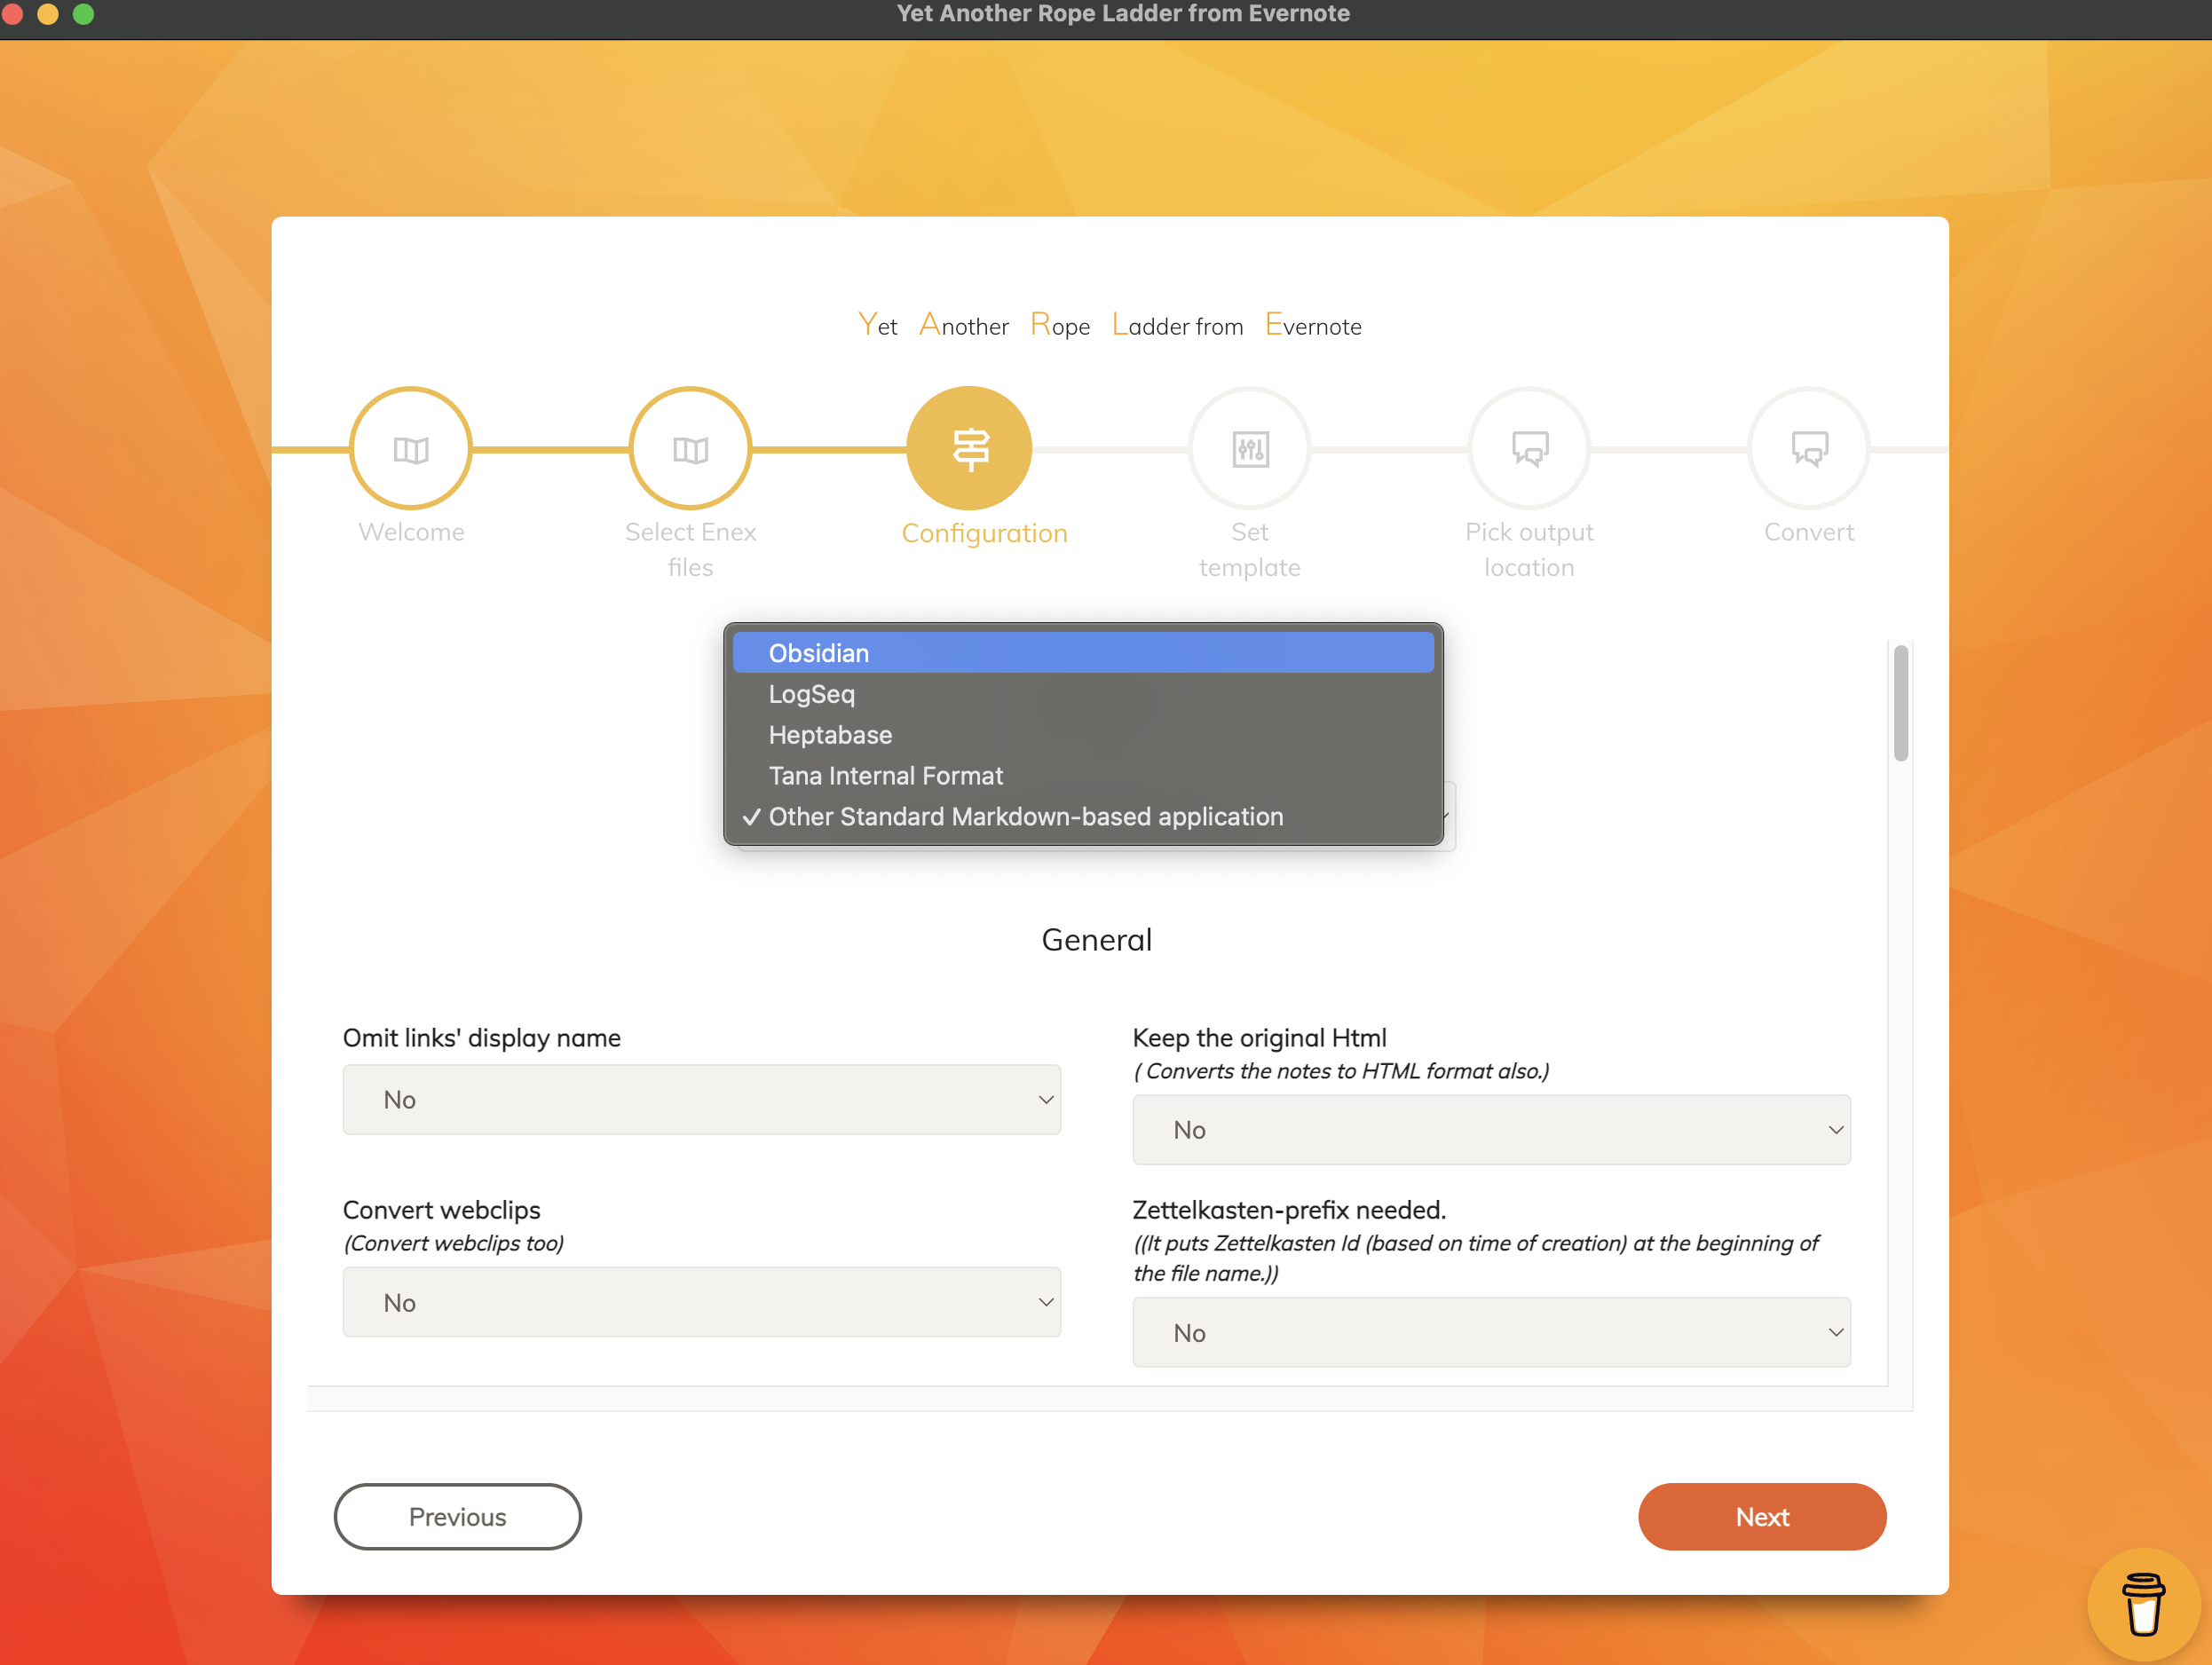 Yet Another Rope Ladder from Evernote
Yet Another Rope Ladder from Evernote
Welcome
Select Enex
files
Configuration
Set
template
Pick output
location
Convert
Obsidian
LogSeq
Heptabase
Tana Internal Format
✓ Other Standard Markdown-based application
General
Omit links' display name
No
Keep the original Html
( Converts the notes to HTML format also.)
No
Convert webclips
(Convert webclips too)
No
Zettelkasten-prefix needed.
((It puts Zettelkasten Id (based on time of creation) at the beginning of
the file name.))
No
Previous
Next